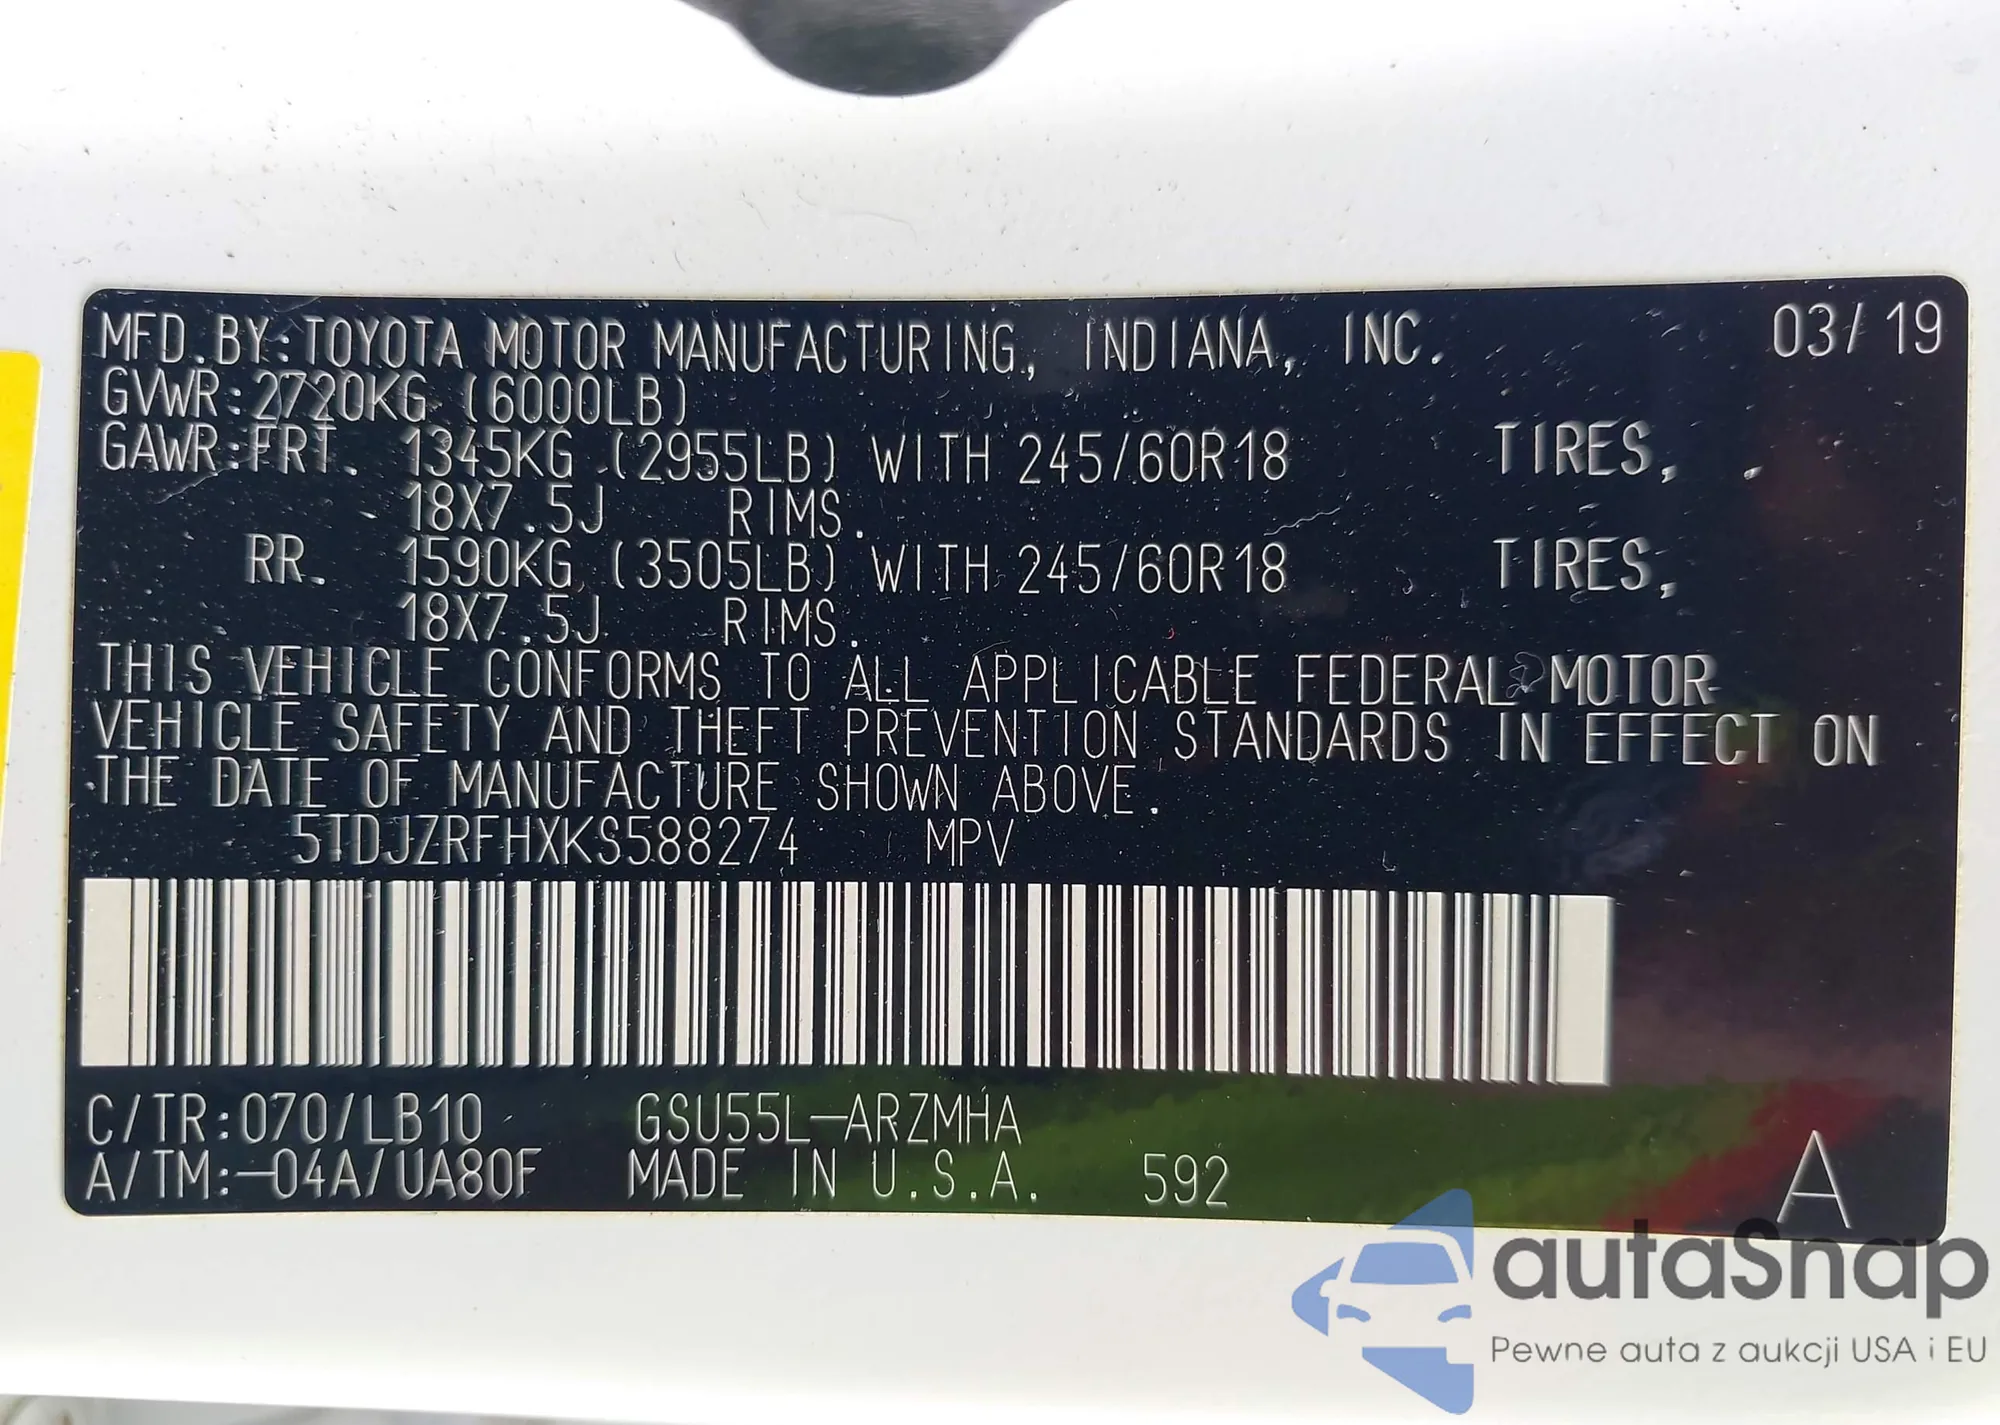 MFD.BY:TOYOTA MOTOR MANUFACTURING, INDIANA, INC. 03/19
GVWR:2720KG (6000LB)
GAWR:FRT. 1345KG (2955LB) WITH 245/60R18 TIRES,
18X7.5J RIMS.
RR. 1590KG (3505LB) WITH 245/60R18 TIRES,
18X7.5J RIMS.
THIS VEHICLE CONFORMS TO ALL APPLICABLE FEDERAL MOTOR
VEHICLE SAFETY AND THEFT PREVENTION STANDARDS IN EFFECT ON
THE DATE OF MANUFACTURE SHOWN ABOVE.
5TDJZRFHXKS588274 MPV
C/TR:070/LB10 GSU55L-ARZMHA
A/TM:-04A/UA80F MADE IN U.S.A. 592 A
autaSnap
Pewne auta z aukcji USA i EU